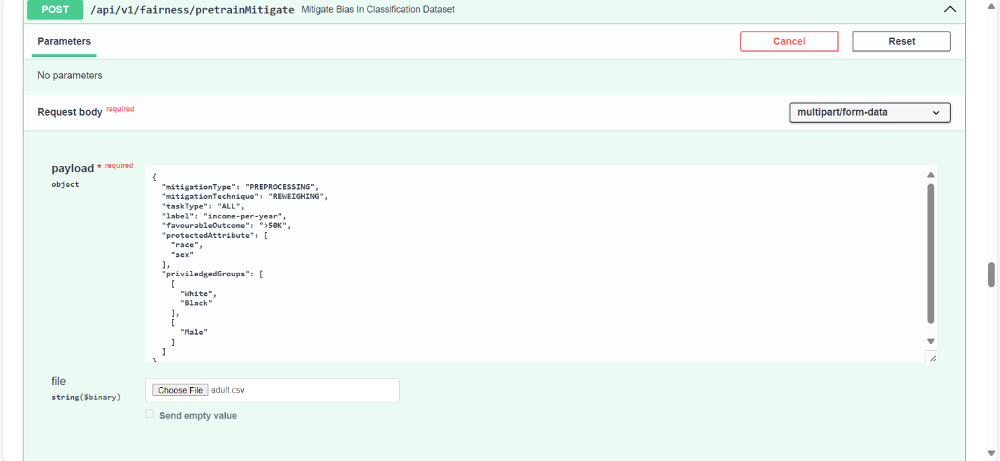 POST /api/v1/fairness/pretrainMitigate Mitigate Bias In Classification Dataset
Parameters
Cancel
Reset
No parameters
Request body required
multipart/form-data
payload * required
object
{
  "mitigationType": "PREPROCESSING",
  "mitigationTechnique": "REWEIGHING",
  "taskType": "ALL",
  "label": "income-per-year",
  "favourableOutcome": ">50K",
  "protectedAttribute": [
    "race",
    "sex"
  ],
  "priviledgedGroups": [
    [
      "White",
      "Black"
    ],
    [
      "Male"
    ]
  ]
}
file
string($binary)
Choose File adult.csv
Send empty value